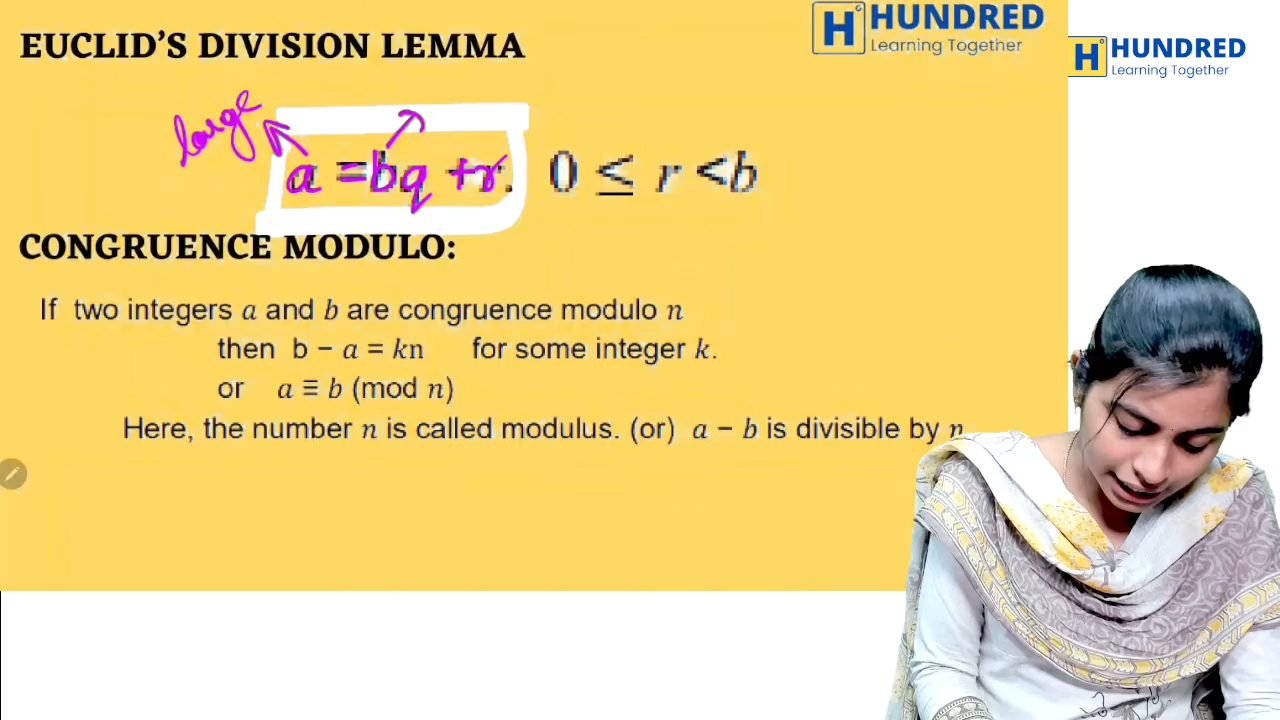 EUCLID'S DIVISION LEMMA
H HUNDRED
Learning Together
H HUNDRED
Learning Together
large
a = bq + r. 0 ≤ r < b
CONGRUENCE MODULO:
If two integers a and b are congruence modulo n
then b − a = kn for some integer k.
or a ≡ b (mod n)
Here, the number n is called modulus. (or) a − b is divisible by n